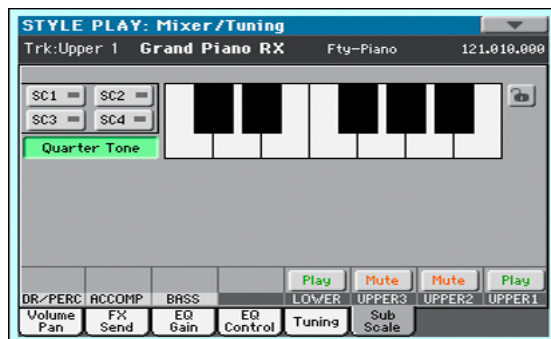 STYLE PLAY: Mixer/Tuning
Trk:Upper 1 Grand Piano RX Fty-Piano 121.010.000
SC1 SC2
SC3 SC4
Quarter Tone
Play Mute Mute Play
DR/PERC ACCOMP BASS LOWER UPPER3 UPPER2 UPPER1
Volume Pan FX Send EQ Gain EQ Control Tuning Sub Scale